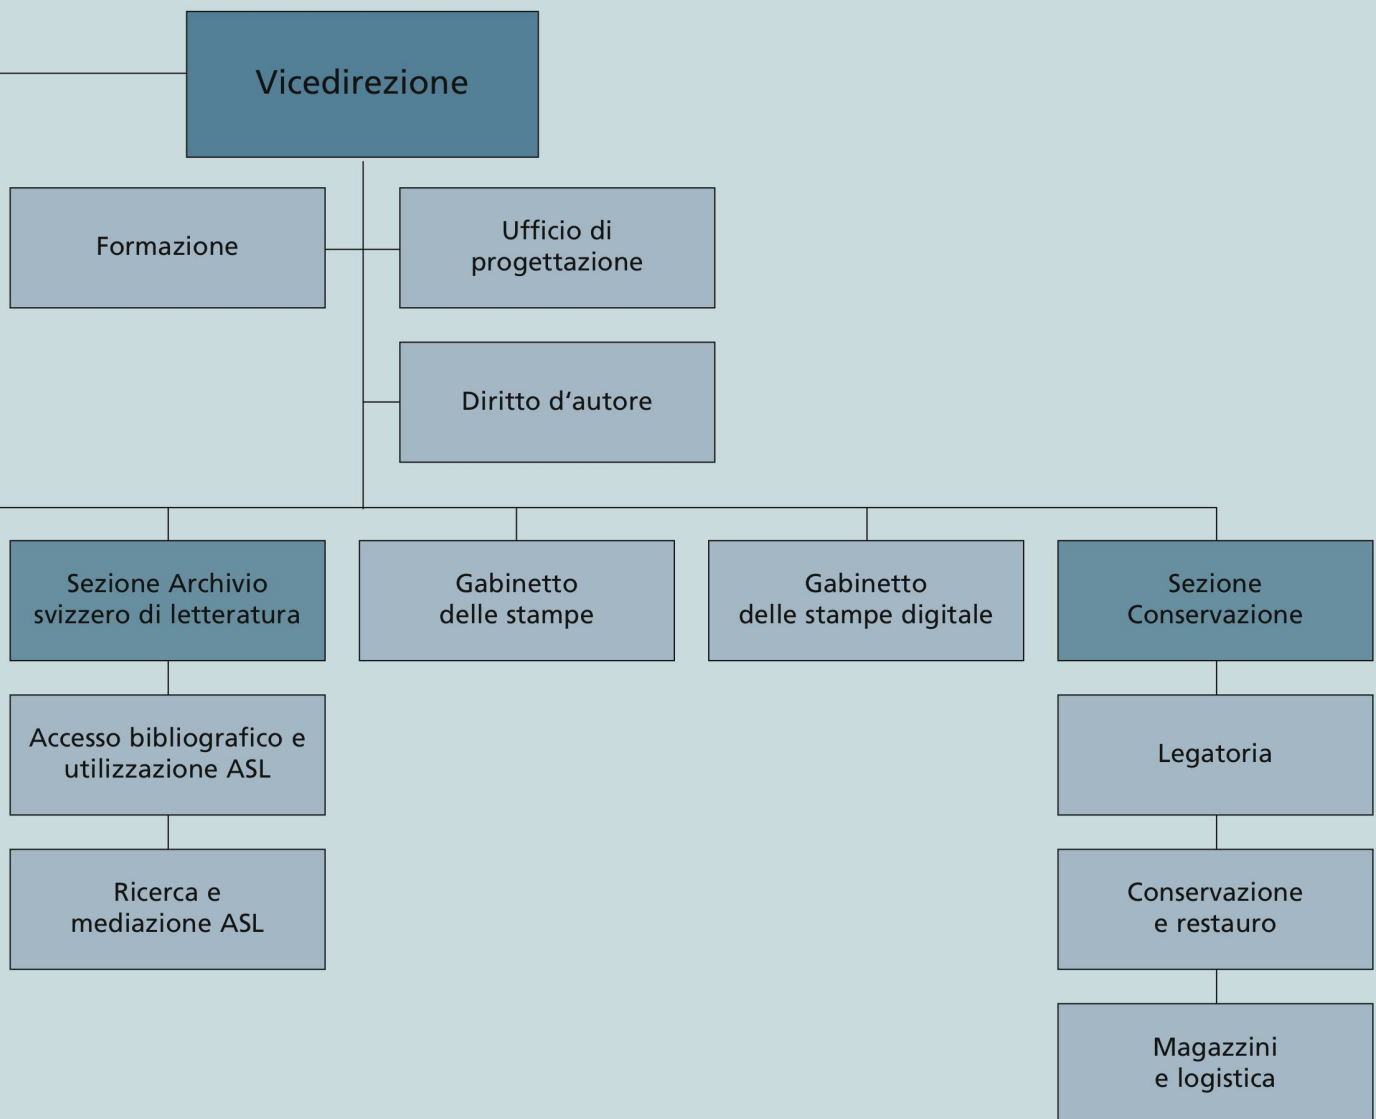 Vicedirezione
Formazione
Ufficio di
progettazione
Diritto d‘autore
Sezione Archivio
svizzero di letteratura
Gabinetto
delle stampe
Gabinetto
delle stampe digitale
Sezione
Conservazione
Accesso bibliografico e
utilizzazione ASL
Legatoria
Ricerca e
mediazione ASL
Conservazione
e restauro
Magazzini
e logistica